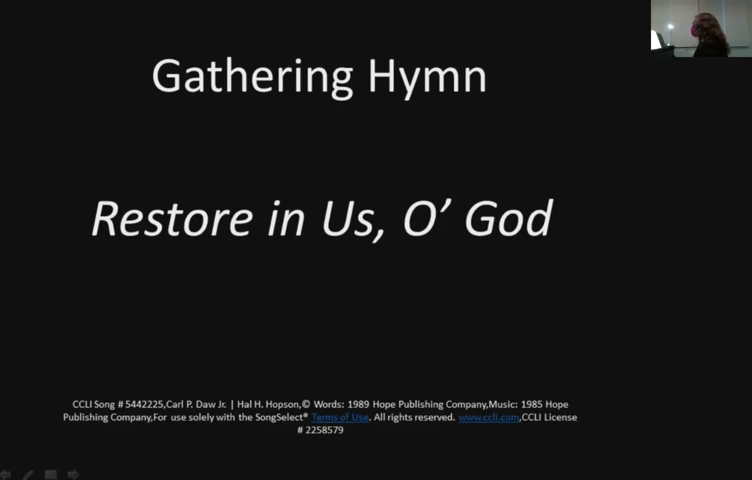 Gathering Hymn
Restore in Us, O’ God
CCLI Song # 5442225,Carl P. Daw Jr. | Hal H. Hopson,© Words: 1989 Hope Publishing Company,Music: 1985 Hope
Publishing Company,For use solely with the SongSelect® Terms of Use. All rights reserved. www.ccli.com,CCLI License
# 2258579